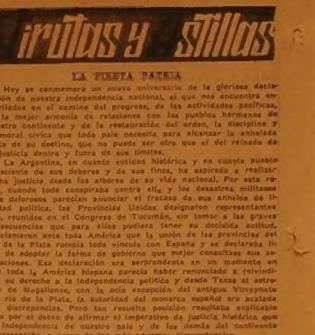 irutas y stillas
LA FIESTA PATRIA
Hoy se conmemora un nuevo aniversario de la gloriosa decla-
ón de nuestra independencia nacional, al que nos encuentra en-
rilados en el camino del progreso, de las actividades pacíficas,
la mejor armonía de relaciones con los pueblos hermanos de
stro continente y de la restauración del orden, la disciplina y
moral cívica que todo país necesita para alcanzar la anhelada
ta de su destino, que no puede ser otro que el del reinado de
justicia dentro y fuera de sus límites.
La Argentina, en cuanto entidad histórica y en cuanto pueblo
sciente de sus deberes y de sus fines, ha aspirado a realizar
la justicia desde los albores de su vida nacional. Por esta ra-
, cuando todo conspiraba contra ella y los desastres militares
s dolorosos parecían anunciar el fracaso de sus anhelos de li-
tad política, las Provincias Unidas designaron representantes
, reunidos en el Congreso de Tucumán, sin temor a las graves
secuencias que para ellos pudiera tener su decidida actitud,
clamaron ante toda América que la unión de las provincias del
de la Plata rompía todo vínculo con España y se declaraba li-
de adoptar la forma de gobierno que mejor consultase sus as-
aciones. Esa declaración era sorprendente en un momento en
toda la América hispana parecía haber renunciado a reivindi-
su derecho a la independencia política y desde Texas al estre-
de Magallanes, con la sola excepción del antiguo Virreynato
río de la Plata, la autoridad del monarca español era acatada
discrepancias. Pero tan resuelta posición resultaba explicable
por el deseo de afirmar el imperativo de justicia histórica, que
independencia de nuestro país y de los demás del continente